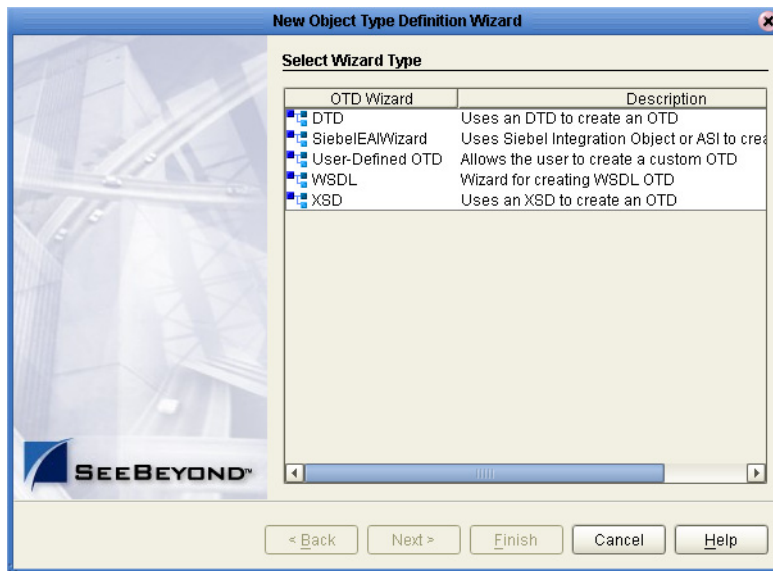 New Object Type Definition Wizard
Select Wizard Type
OTD Wizard Description
DTD Uses an DTD to create an OTD
SiebelEAIWizard Uses Siebel Integration Object or ASI to crea
User-Defined OTD Allows the user to create a custom OTD
WSDL Wizard for creating WSDL OTD
XSD Uses an XSD to create an OTD
SEEBEYOND™
< Back Next > Finish Cancel Help